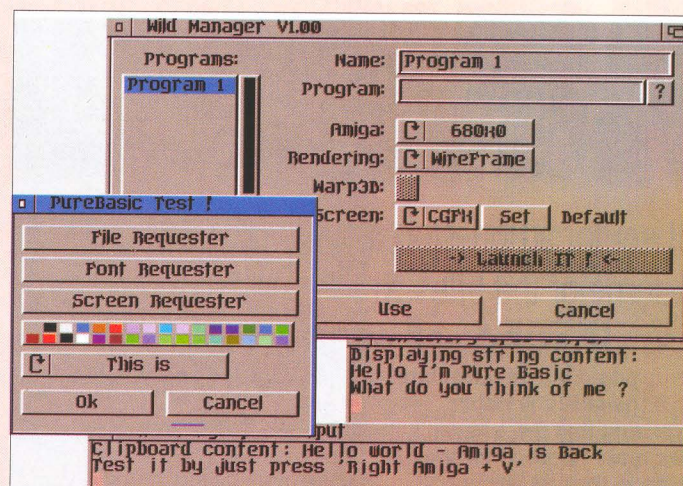 Wild Manager V1.00
Programs:
Program 1
Name: Program 1
Program: ?
Amiga: 680x0
Rendering: WireFrame
Warp3D:
Screen: CGFX Set Default
-> Launch IT ! <-
Use Cancel
PureBasic Test !
File Requester
Font Requester
Screen Requester
This is
Ok Cancel
Displaying string content:
Hello I'm Pure Basic
What do you think of me ?
Clipboard content: Hello world - Amiga is Back
Test it by just press 'Right Amiga + V'